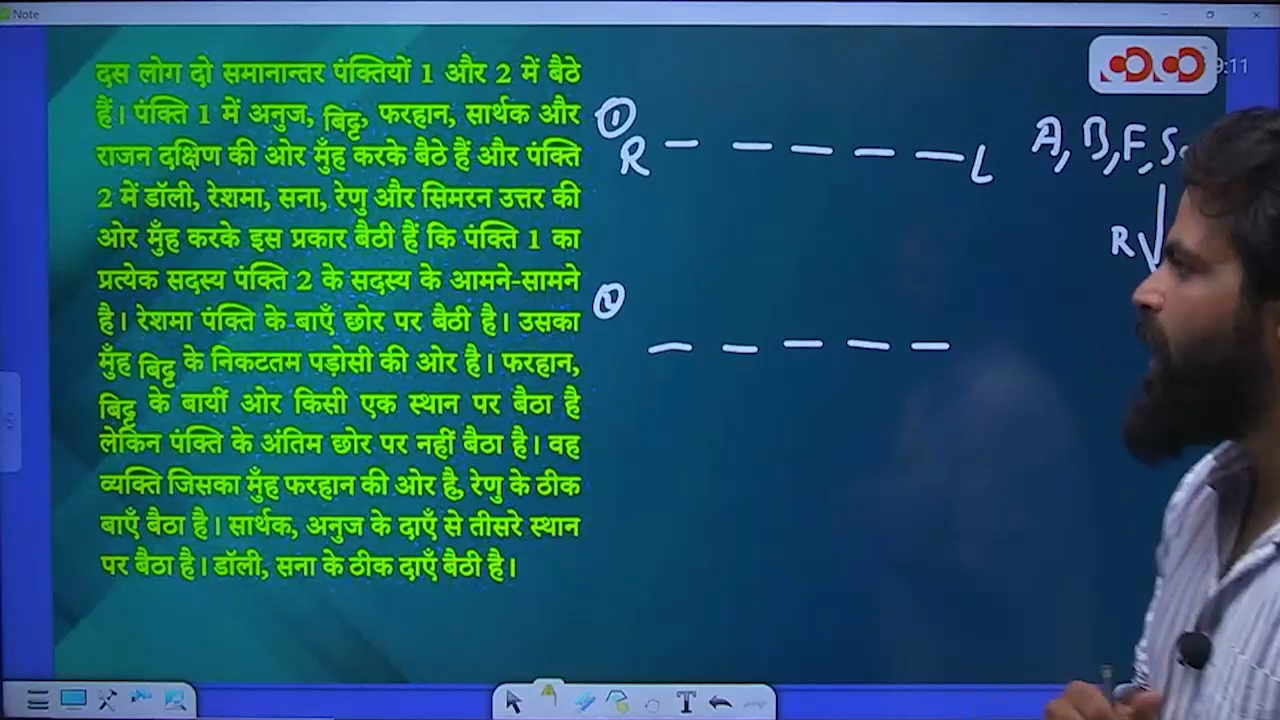 Note
9:11
दस लोग दो समानान्तर पंक्तियों 1 और 2 में बैठे
हैं। पंक्ति 1 में अनुज, बिट्टू, फरहान, सार्थक और
राजन दक्षिण की ओर मुँह करके बैठे हैं और पंक्ति
2 में डॉली, रेशमा, सना, रेणु और सिमरन उत्तर की
ओर मुँह करके इस प्रकार बैठी हैं कि पंक्ति 1 का
प्रत्येक सदस्य पंक्ति 2 के सदस्य के आमने-सामने
है। रेशमा पंक्ति के बाएँ छोर पर बैठी है। उसका
मुँह बिट्टू के निकटतम पड़ोसी की ओर है। फरहान,
बिट्टू के बायीं ओर किसी एक स्थान पर बैठा है
लेकिन पंक्ति के अंतिम छोर पर नहीं बैठा है। वह
व्यक्ति जिसका मुँह फरहान की ओर है, रेणु के ठीक
बाएँ बैठा है। सार्थक, अनुज के दाएँ से तीसरे स्थान
पर बैठा है। डॉली, सना के ठीक दाएँ बैठी है।
1
R L
A, B, F, S
R
2
T